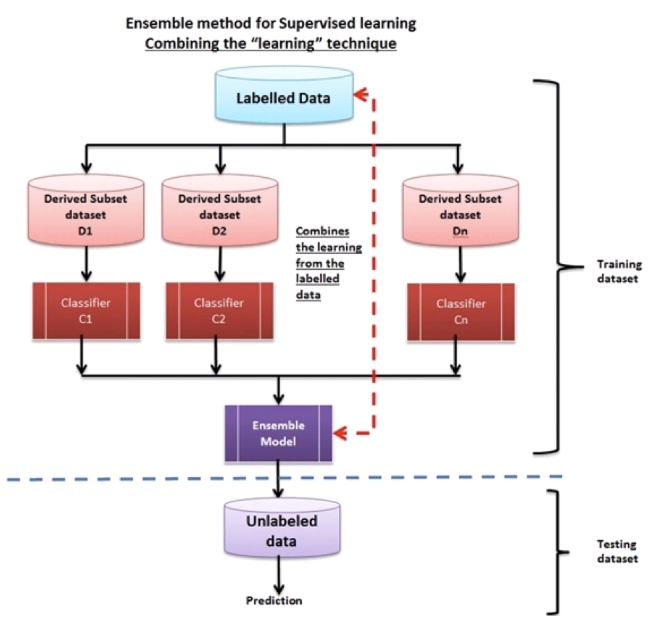 Ensemble method for Supervised learning
Combining the “learning” technique
Labelled Data
Derived Subset
dataset
D1
Derived Subset
dataset
D2
Derived Subset
dataset
Dn
Combines
the learning
from the
labelled
data
Classifier
C1
Classifier
C2
Classifier
Cn
Training
dataset
Ensemble
Model
Unlabeled
data
Testing
dataset
Prediction